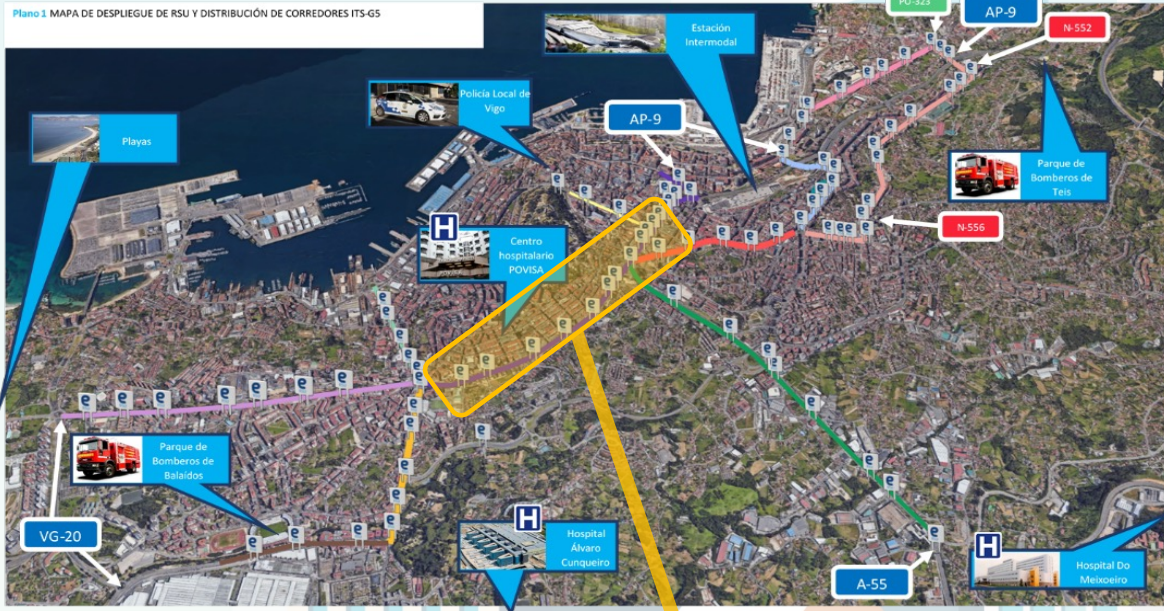 Plano 1 MAPA DE DESPLIEGUE DE RSU Y DISTRIBUCIÓN DE CORREDORES ITS-G5
PO-323
AP-9
N-552
Estación
Intermodal
Policía Local de
Vigo
AP-9
Playas
Parque de
Bomberos de
Teis
H
Centro
hospitalario
POVISA
N-556
Parque de
Bomberos de
Balaídos
VG-20
H
Hospital
Álvaro
Cunqueiro
A-55
H
Hospital Do
Meixoeiro